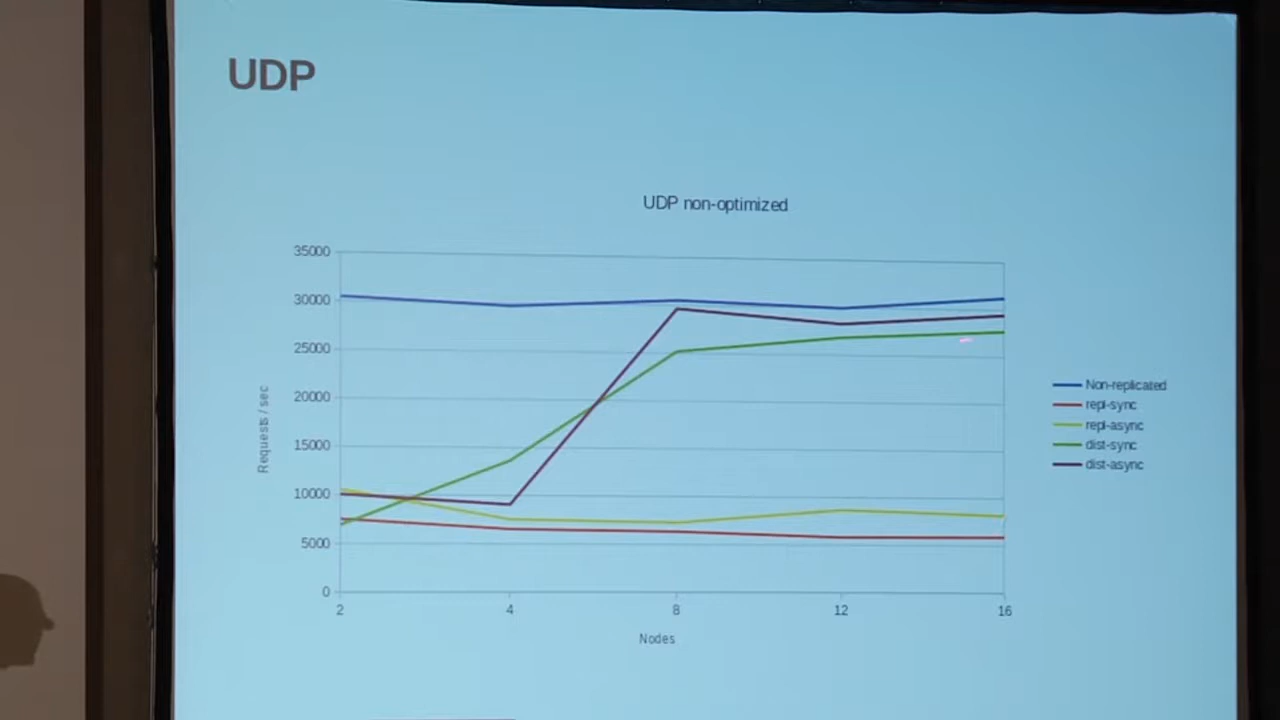 UDP
UDP non-optimized
35000
30000
25000
20000
15000
10000
5000
0
Requests / sec
2 4 8 12 16
Nodes
Non-replicated
repl-sync
repl-async
dist-sync
dist-async